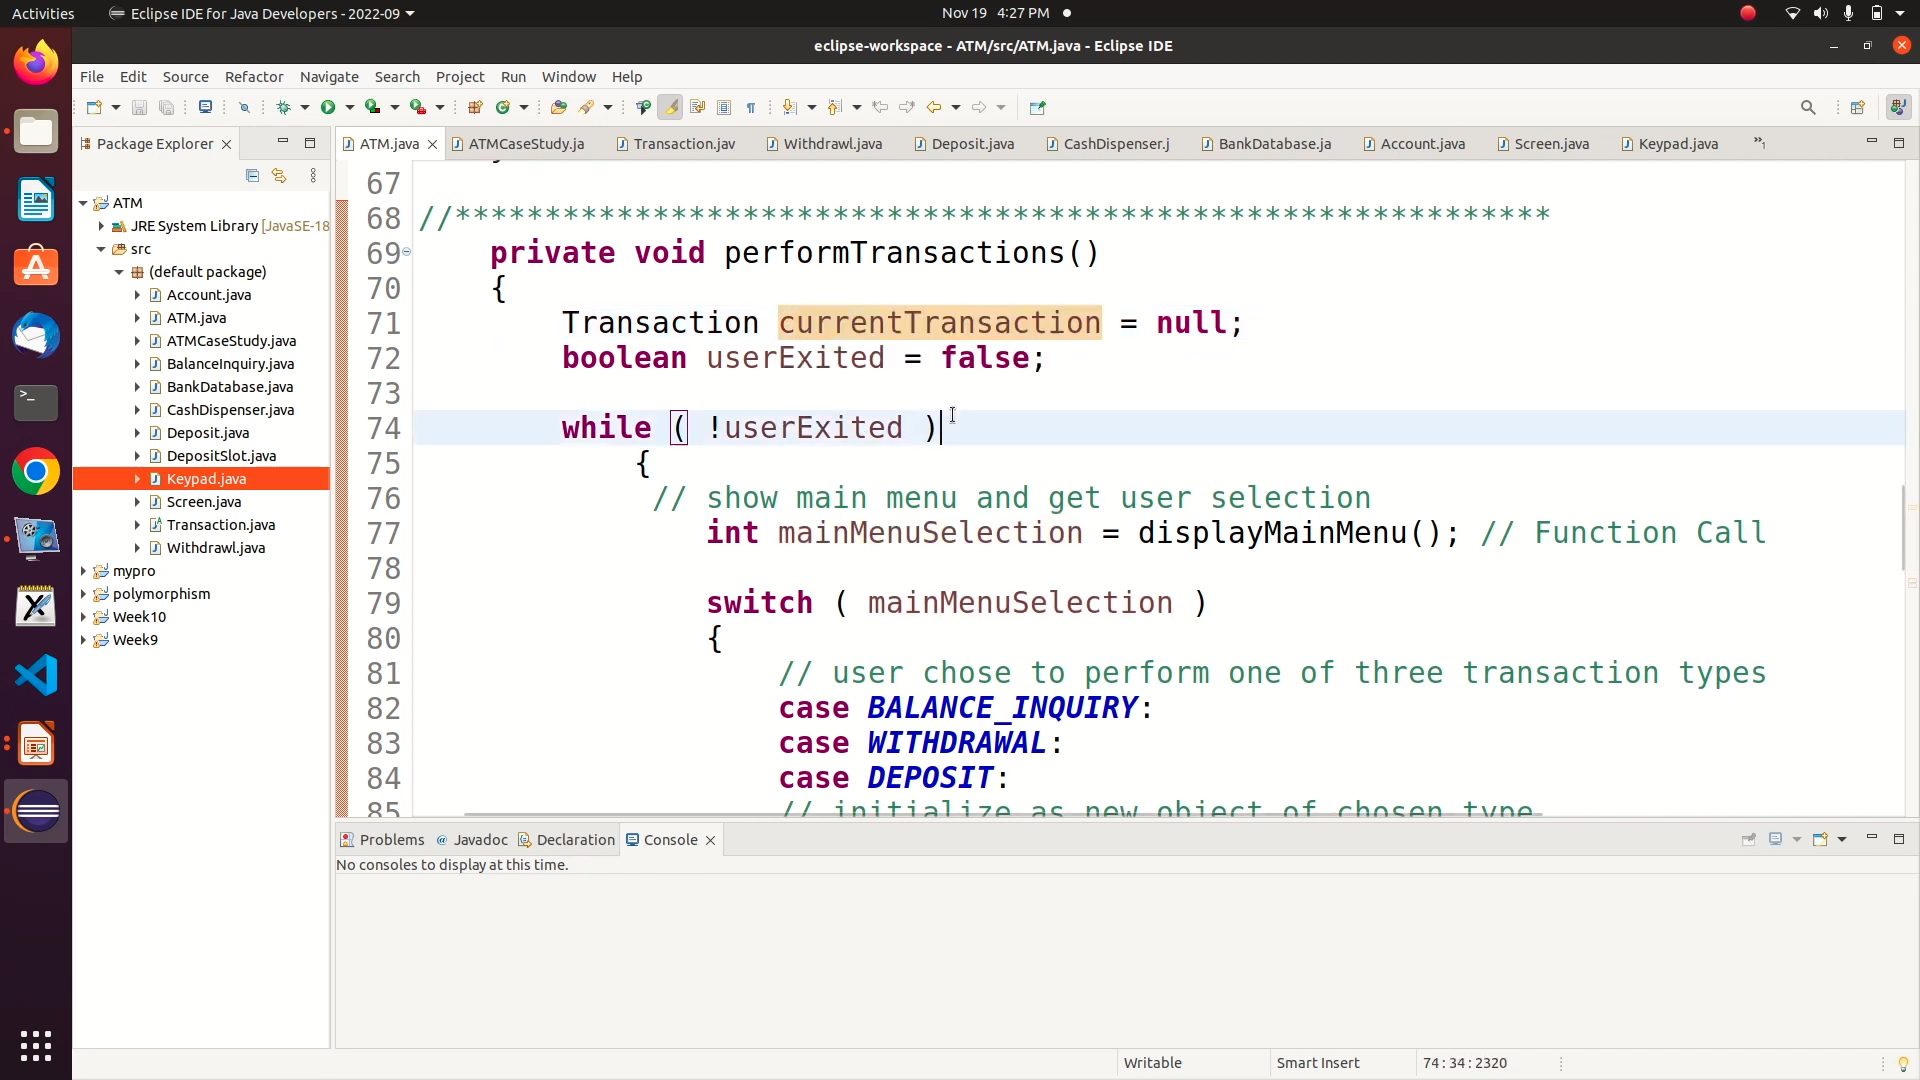 Activities
Eclipse IDE for Java Developers - 2022-09
Nov 19 4:27 PM
eclipse-workspace - ATM/src/ATM.java - Eclipse IDE
File Edit Source Refactor Navigate Search Project Run Window Help
Package Explorer
ATM.java
ATMCaseStudy.ja
Transaction.jav
Withdrawl.java
Deposit.java
CashDispenser.j
BankDatabase.ja
Account.java
Screen.java
Keypad.java
ATM
JRE System Library [JavaSE-18
src
(default package)
Account.java
ATM.java
ATMCaseStudy.java
BalanceInquiry.java
BankDatabase.java
CashDispenser.java
Deposit.java
DepositSlot.java
Keypad.java
Screen.java
Transaction.java
Withdrawl.java
mypro
polymorphism
Week10
Week9
67
68 //*************************************************************
69 private void performTransactions()
70 {
71 Transaction currentTransaction = null;
72 boolean userExited = false;
73
74 while ( !userExited )
75 {
76 // show main menu and get user selection
77 int mainMenuSelection = displayMainMenu(); // Function Call
78
79 switch ( mainMenuSelection )
80 {
81 // user chose to perform one of three transaction types
82 case BALANCE_INQUIRY:
83 case WITHDRAWAL:
84 case DEPOSIT:
85 // initialize as new object of chosen type
Problems
@ Javadoc
Declaration
Console
No consoles to display at this time.
Writable
Smart Insert
74 : 34 : 2320